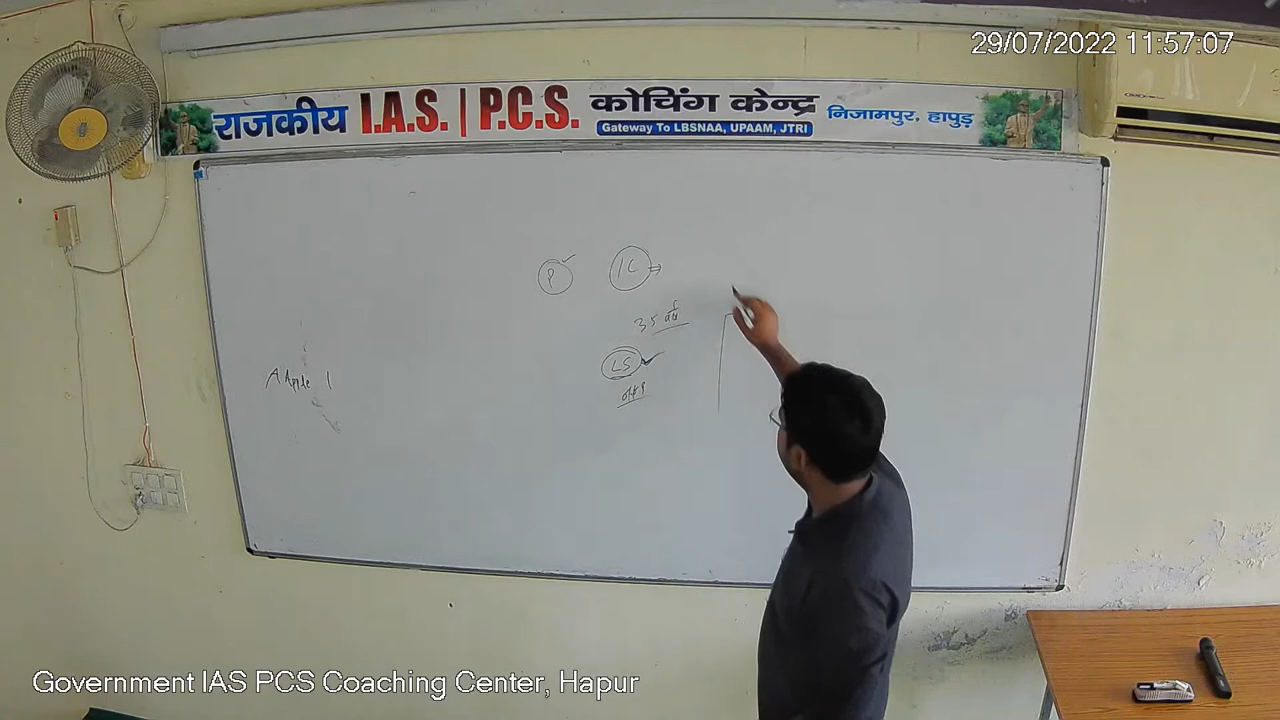 29/07/2022 11:57:07
राजकीय I.A.S. | P.C.S. कोचिंग केन्द्र निजामपुर, हापुड़
Gateway To LBSNAA, UPAAM, JTRI
P IC
35 वर्ष
LS
A Apple 1
Government IAS PCS Coaching Center, Hapur